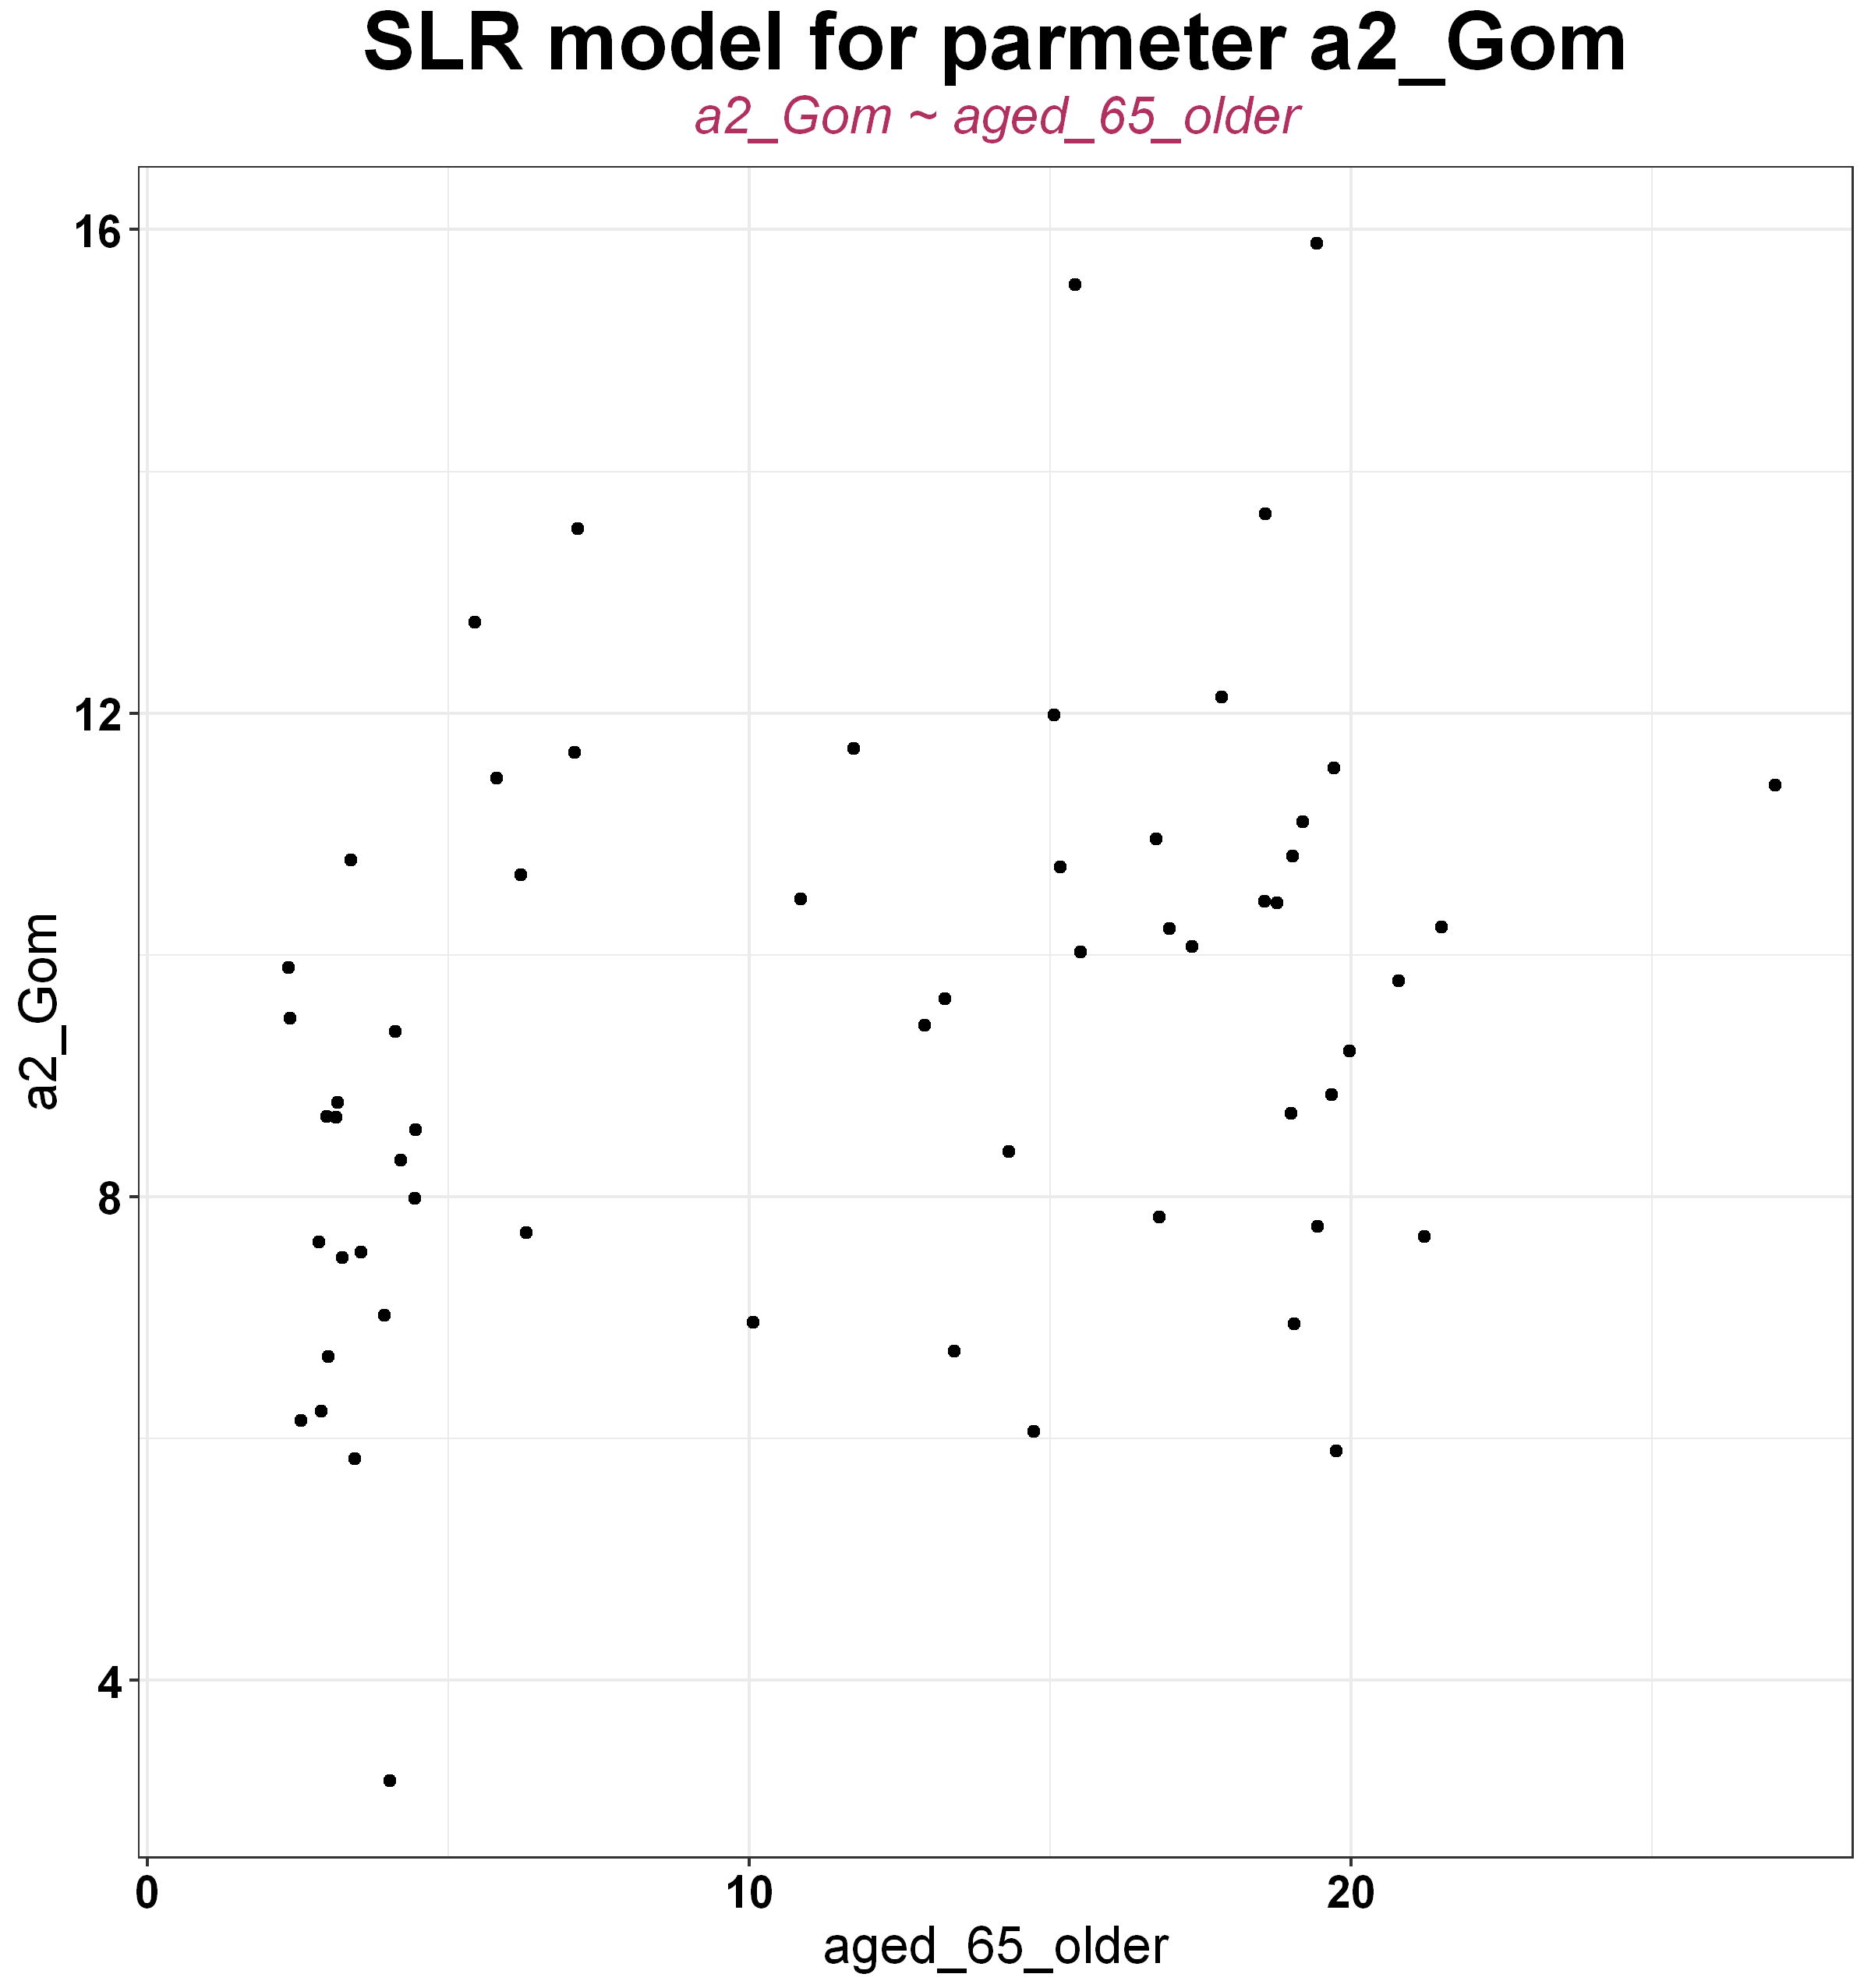 SLR model for parmeter a2_Gom
a2_Gom ~ aged_65_older
16
12
8
4
a2_Gom
0 10 20
aged_65_older